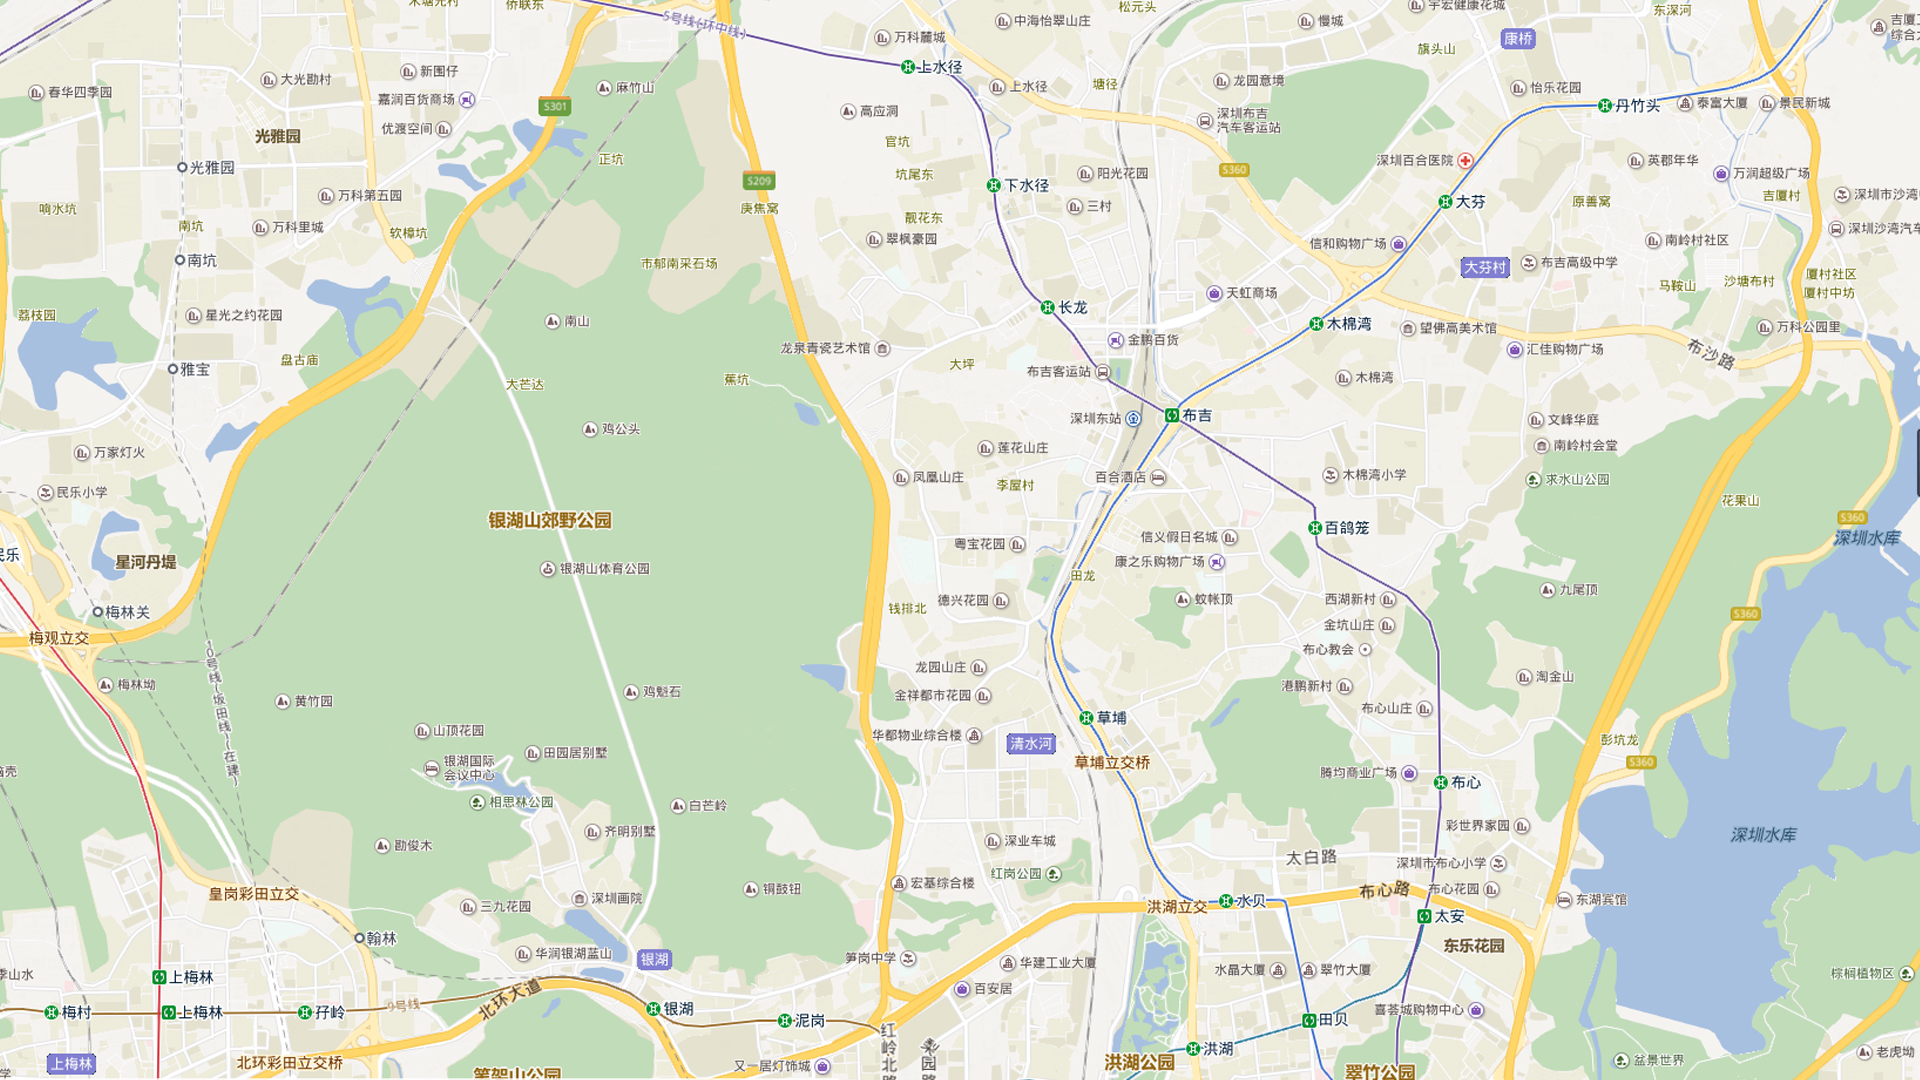 木塘元村
侨联东
5号线(环中线)
松元头
中海怡翠山庄
慢城
宇宏健康花城
东深河
康桥
旗头山
万科麓城
上水径
上水径
塘径
龙园意境
怡乐花园
丹竹头
泰富大厦
景民新城
春华四季园
大光勘村
新围仔
麻竹山
嘉润百货商场
S301
优渡空间
光雅园
高应洞
官坑
深圳布吉
汽车客运站
深圳百合医院
英郡年华
万润超级广场
吉厦村
深圳市沙湾
光雅园
正坑
S209
庚焦窝
坑尾东
下水径
阳光花园
S360
大芬
原善窝
万科第五园
响水坑
南坑
万科里城
软樟坑
靓花东
翠枫豪园
三村
信和购物广场
南岭村社区
深圳沙湾汽车
南坑
市郁南采石场
大芬村
布吉高级中学
马鞍山
沙塘布村
厦村社区
厦村中坊
荔枝园
星光之约花园
南山
长龙
天虹商场
木棉湾
望佛高美术馆
万科公园里
龙泉青瓷艺术馆
金鹏百货
汇佳购物广场
布沙路
盘古庙
雅宝
大芒达
蕉坑
大坪
布吉客运站
木棉湾
深圳东站
布吉
文峰华庭
南岭村会堂
万家灯火
鸡公头
莲花山庄
凤凰山庄
百合酒店
木棉湾小学
求水山公园
民乐小学
李屋村
花果山
银湖山郊野公园
S360
深圳水库
百鸽笼
民乐
星河丹堤
粤宝花园
信义假日名城
康之乐购物广场
银湖山体育公园
田龙
九尾顶
德兴花园
钱排北
蚊帐顶
西湖新村
S360
梅林关
梅观立交
金坑山庄
布心教会
10号线(坂田线)(在建)
龙园山庄
港鹏新村
淘金山
梅林坳
黄竹园
鸡魁石
金祥都市花园
布心山庄
山顶花园
草埔
华都物业综合楼
清水河
彭坑龙
银湖国际
会议中心
田园居别墅
草埔立交桥
S360
腾均商业广场
布心
相思林公园
白芒岭
齐明别墅
彩世界家园
深圳水库
勘俊木
深业车城
太白路
深圳市布心小学
红岗公园
宏基综合楼
布心路
布心花园
皇岗彩田立交
铜鼓钮
深圳画院
东湖宾馆
三九花园
洪湖立交
水贝
太安
翰林
东乐花园
华润银湖蓝山
银湖
笋岗中学
华建工业大厦
水晶大厦
翠竹大厦
棕榈植物区
季山水
上梅林
北环大道
百安居
9号线
梅村
上梅林
孖岭
银湖
泥岗
田贝
喜荟城购物中心
红岭北路
洪湖
上梅林
北环彩田立交桥
又一居灯饰城
洪湖公园
盆景世界
老虎坳
笔架山公园
翠竹公园